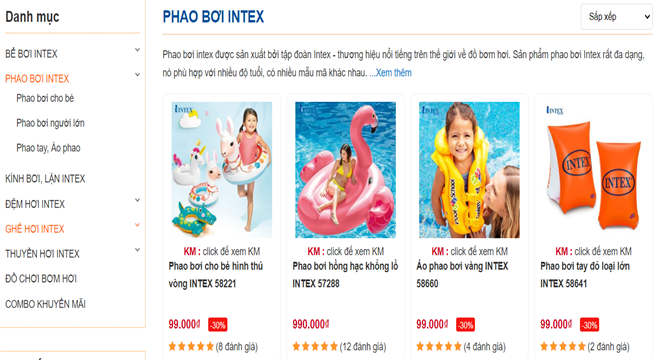 Danh mục
BỂ BƠI INTEX
PHAO BƠI INTEX
Phao bơi cho bé
Phao bơi người lớn
Phao tay, Áo phao
KÍNH BƠI, LẶN INTEX
ĐỆM HƠI INTEX
GHẾ HƠI INTEX
THUYỀN HƠI INTEX
ĐỒ CHƠI BƠM HƠI
COMBO KHUYẾN MÃI
PHAO BƠI INTEX
Sắp xếp
Phao bơi intex được sản xuất bởi tập đoàn Intex - thương hiệu nổi tiếng trên thế giới về đồ bơm hơi. Sản phẩm phao bơi Intex rất đa dạng,
nó phù hợp với nhiều độ tuổi, có nhiều mẫu mã khác nhau. ...Xem thêm
INTEX
KM : click để xem KM
Phao bơi cho bé hình thú
vòng INTEX 58221
99.000₫ -30%
(8 đánh giá)
INTEX
KM : click để xem KM
Phao bơi hồng hạc khổng lồ
INTEX 57288
990.000₫
(12 đánh giá)
INTEX
KM : click để xem KM
Áo phao bơi vàng INTEX
58660
99.000₫ -30%
(4 đánh giá)
INTEX
INTEX
INTEX
KM : click để xem KM
Phao bơi tay đỏ loại lớn
INTEX 58641
99.000₫ -30%
(2 đánh giá)